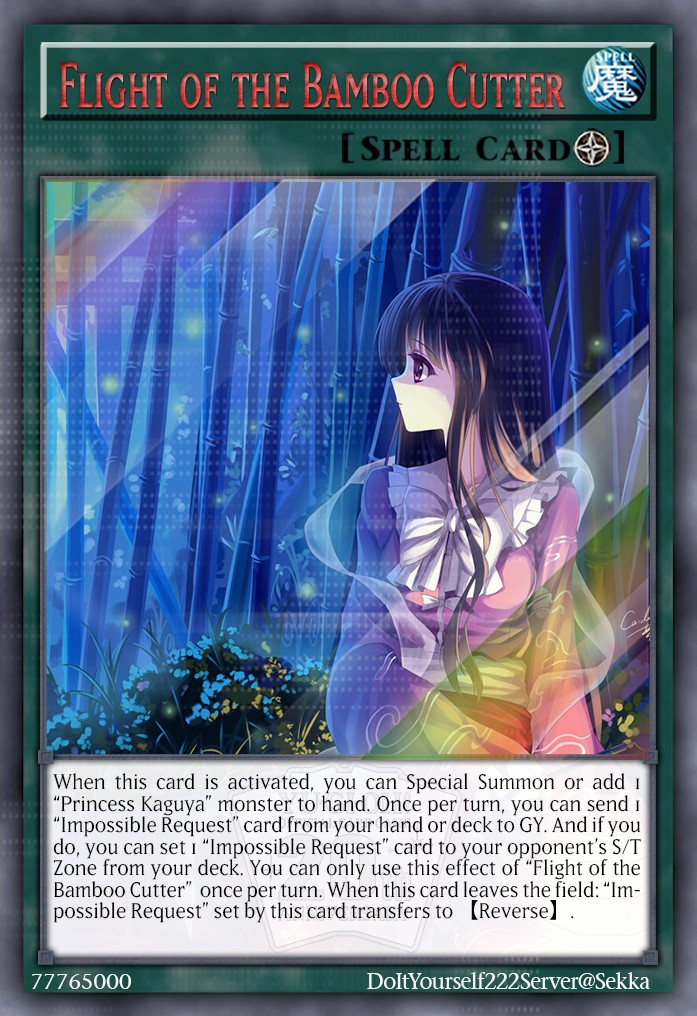 FLIGHT OF THE BAMBOO CUTTER
SPELL
魔
[SPELL CARD]
When this card is activated, you can Special Summon or add 1
“Princess Kaguya” monster to hand. Once per turn, you can send 1
“Impossible Request” card from your hand or deck to GY. And if you
do, you can set 1 “Impossible Request” card to your opponent’s S/T
Zone from your deck. You can only use this effect of “Flight of the
Bamboo Cutter” once per turn. When this card leaves the field: “Im-
possible Request” set by this card transfers to 【Reverse】.
77765000
DoItYourself222Server@Sekka